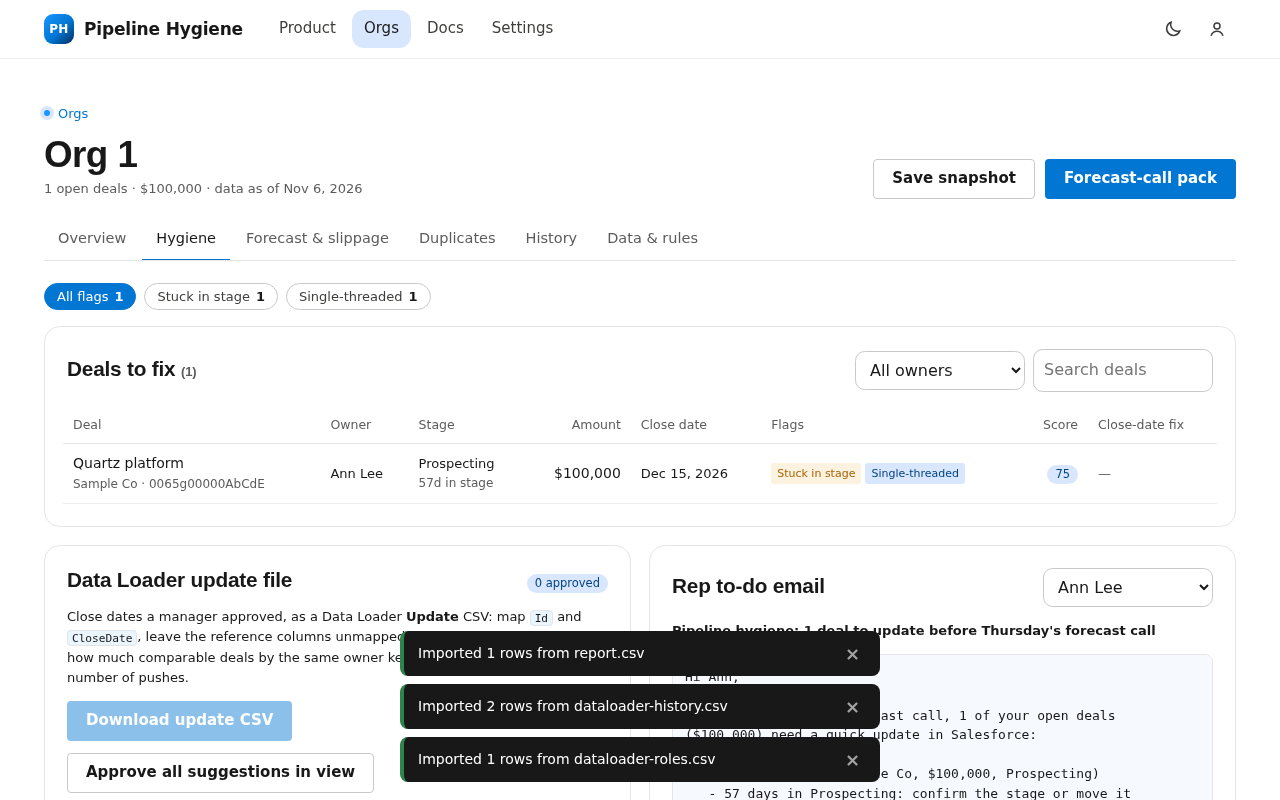 PH Pipeline Hygiene Product Orgs Docs Settings
Orgs
Org 1
1 open deals · $100,000 · data as of Nov 6, 2026
Save snapshot Forecast-call pack
Overview Hygiene Forecast & slippage Duplicates History Data & rules
All flags 1 Stuck in stage 1 Single-threaded 1
Deals to fix (1)
All owners Search deals
Deal Owner Stage Amount Close date Flags Score Close-date fix
Quartz platform
Sample Co · 0065g00000AbCdE
Ann Lee
Prospecting
57d in stage
$100,000 Dec 15, 2026 Stuck in stage Single-threaded 75 —
Data Loader update file
0 approved
Close dates a manager approved, as a Data Loader Update CSV: map Id and
CloseDate, leave the reference columns unmapped
how much comparable deals by the same owner
number of pushes.
Download update CSV
Approve all suggestions in view
Rep to-do email
Ann Lee
Pipeline hygiene: 1 deal to update before Thursday's forecast call
Hi Ann,
call, 1 of your open deals
($100,000) need a quick update in Salesforce:
Co, $100,000, Prospecting)
- 57 days in Prospecting: confirm the stage or move it
Imported 1 rows from report.csv ×
Imported 2 rows from dataloader-history.csv ×
Imported 1 rows from dataloader-roles.csv ×